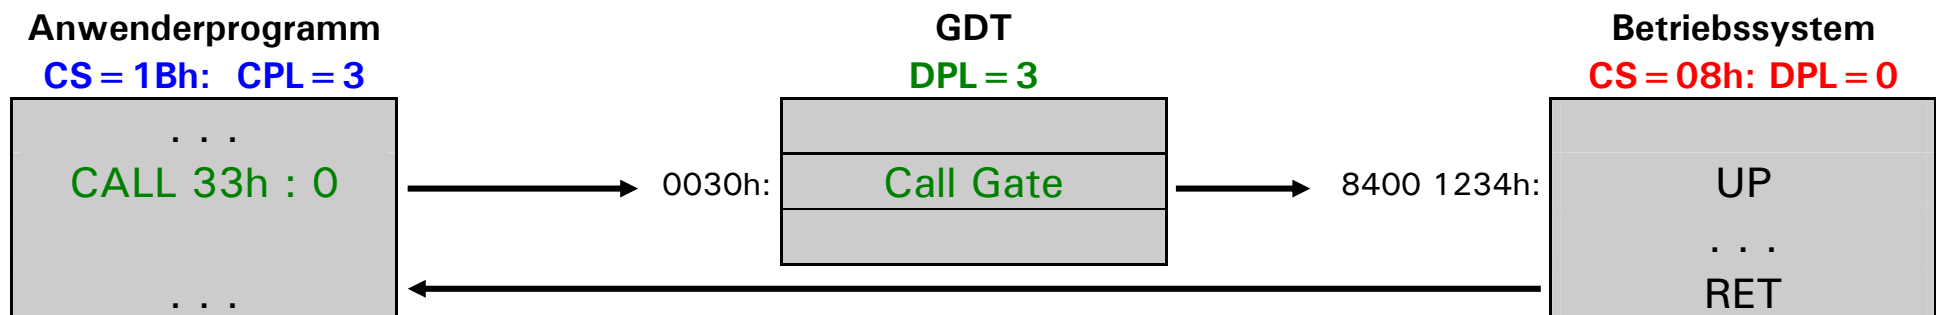 Anwenderprogramm
CS = 1Bh: CPL = 3
. . .
CALL 33h : 0
. . .
GDT
DPL = 3
0030h:
Call Gate
Betriebssystem
CS = 08h: DPL = 0
8400 1234h:
UP
. . .
RET